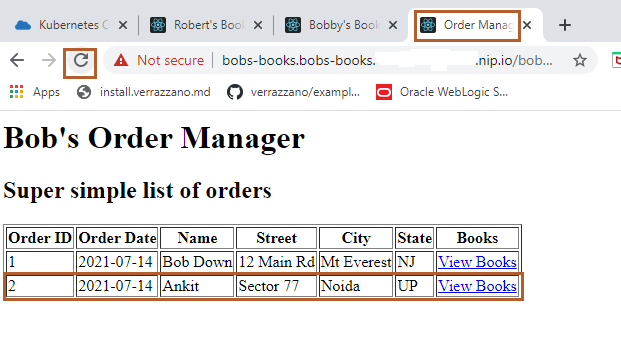 Kubernetes C
Robert's Boo
Bobby's Book
Order Manag
Not secure
bobs-books.bobs-books.
.nip.io/bob...
Apps
install.verrazzano.md
verrazzano/exampl...
Oracle WebLogic S...
Bob's Order Manager
Super simple list of orders
Order ID Order Date Name Street City State Books
1 2021-07-14 Bob Down 12 Main Rd Mt Everest NJ View Books
2 2021-07-14 Ankit Sector 77 Noida UP View Books